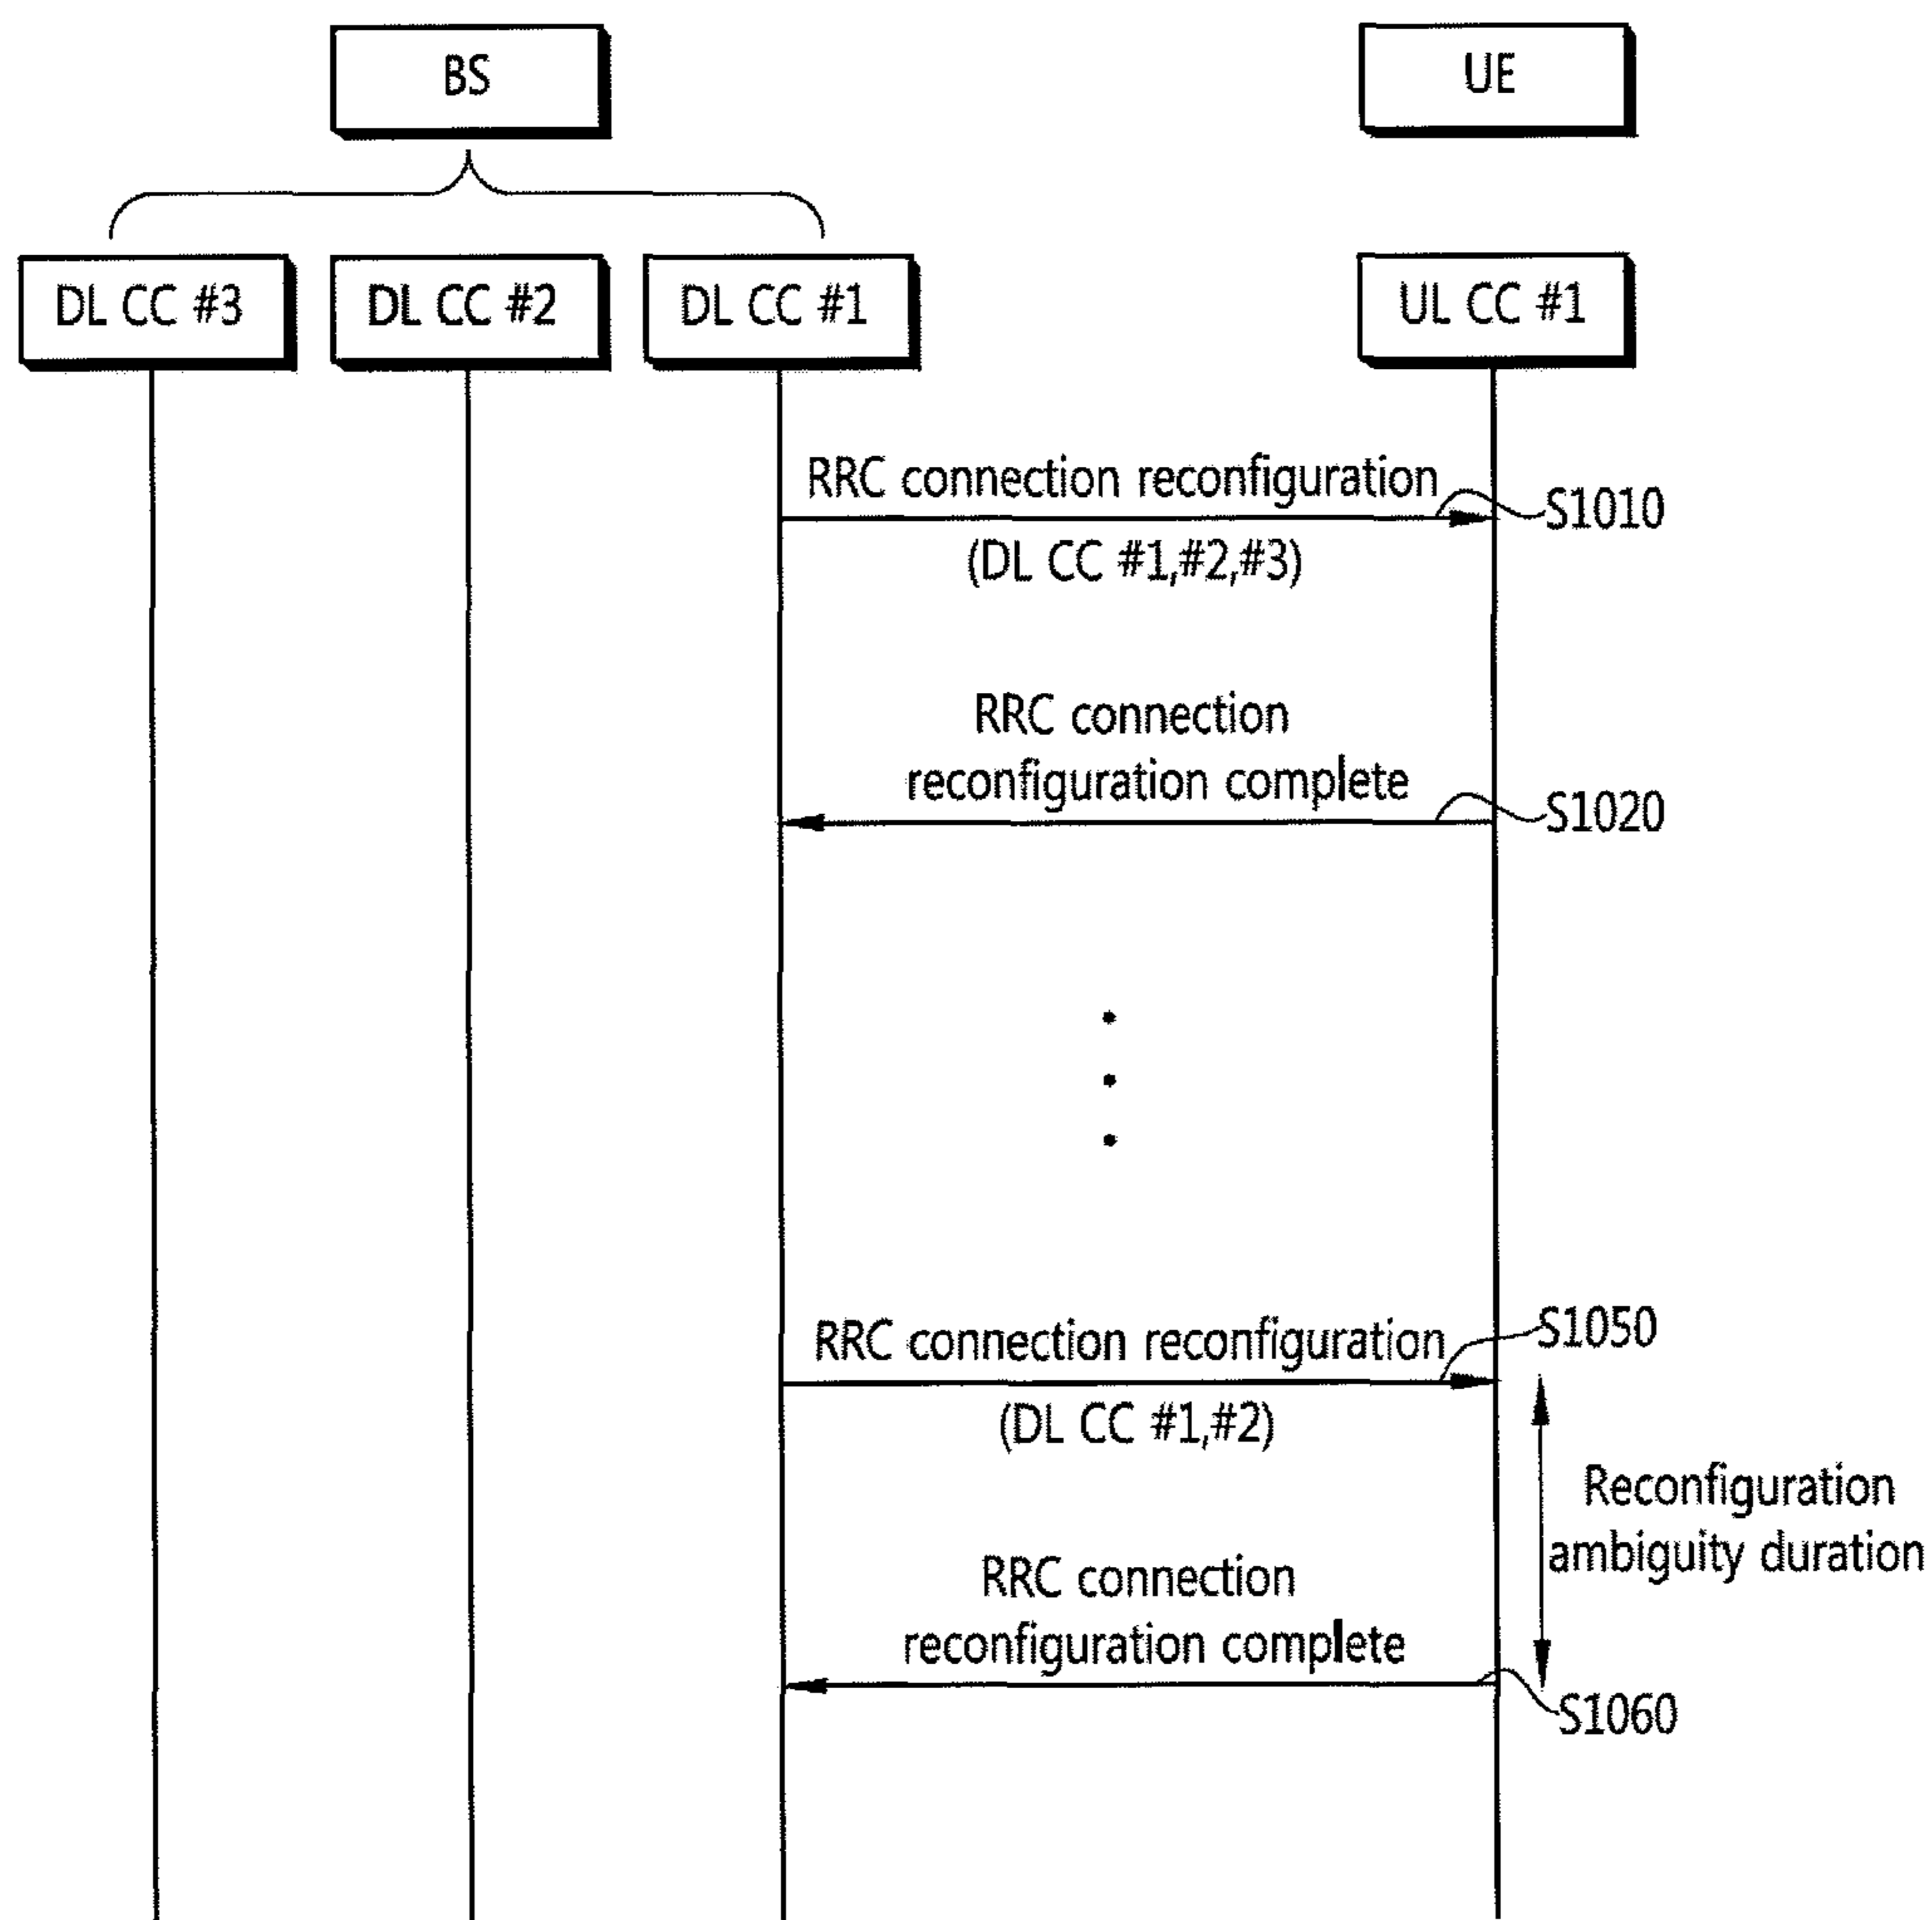 BS
UE
DL CC #3
DL CC #2
DL CC #1
UL CC #1
RRC connection reconfiguration
S1010
(DL CC #1,#2,#3)
RRC connection
reconfiguration complete
S1020
RRC connection reconfiguration
S1050
(DL CC #1,#2)
Reconfiguration
ambiguity duration
RRC connection
reconfiguration complete
S1060